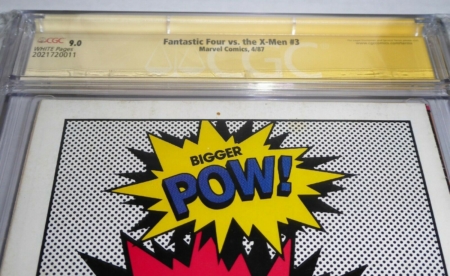 CGC 9.0
WHITE Pages
2021720011
Fantastic Four vs. the X-Men #3
Marvel Comics, 4/87
CGC
BIGGER
POW!